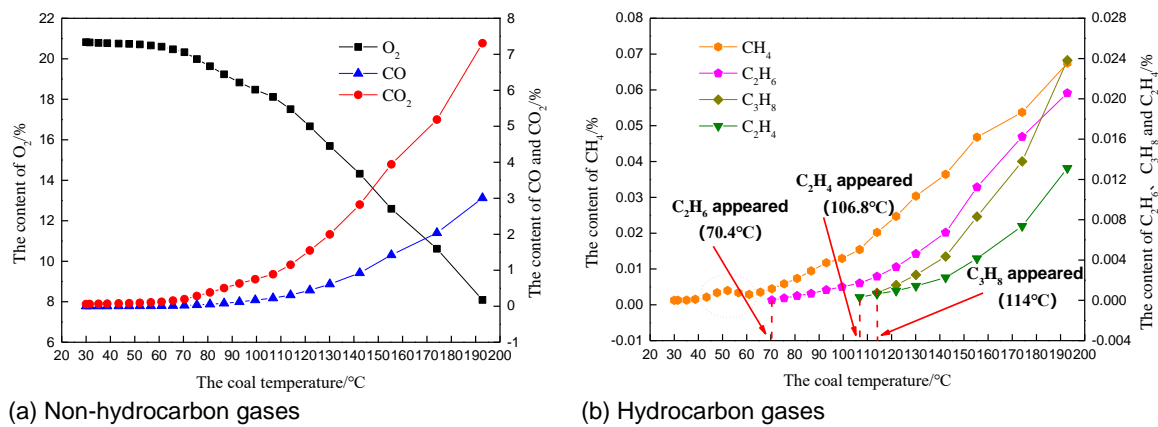 22
20
18
16
14
12
10
8
6
The content of O₂/%
O₂
CO
CO₂
8
7
6
5
4
3
2
1
0
-1
The content of CO and CO₂/%
20 30 40 50 60 70 80 90 100 110 120 130 140 150 160 170 180 190 200
The coal temperature/°C
(a) Non-hydrocarbon gases
0.08
0.07
0.06
0.05
0.04
0.03
0.02
0.01
0.00
-0.01
The content of CH₄/%
CH₄
C₂H₆
C₃H₈
C₂H₄
C₂H₆ appeared
(70.4℃)
C₂H₄ appeared
(106.8℃)
C₃H₈ appeared
(114℃)
0.028
0.024
0.020
0.016
0.012
0.008
0.004
0.000
-0.004
The content of C₂H₆、 C₃H₈ and C₂H₄/%
20 30 40 50 60 70 80 90 100 110 120 130 140 150 160 170 180 190 200
The coal temperature/°C
(b) Hydrocarbon gases